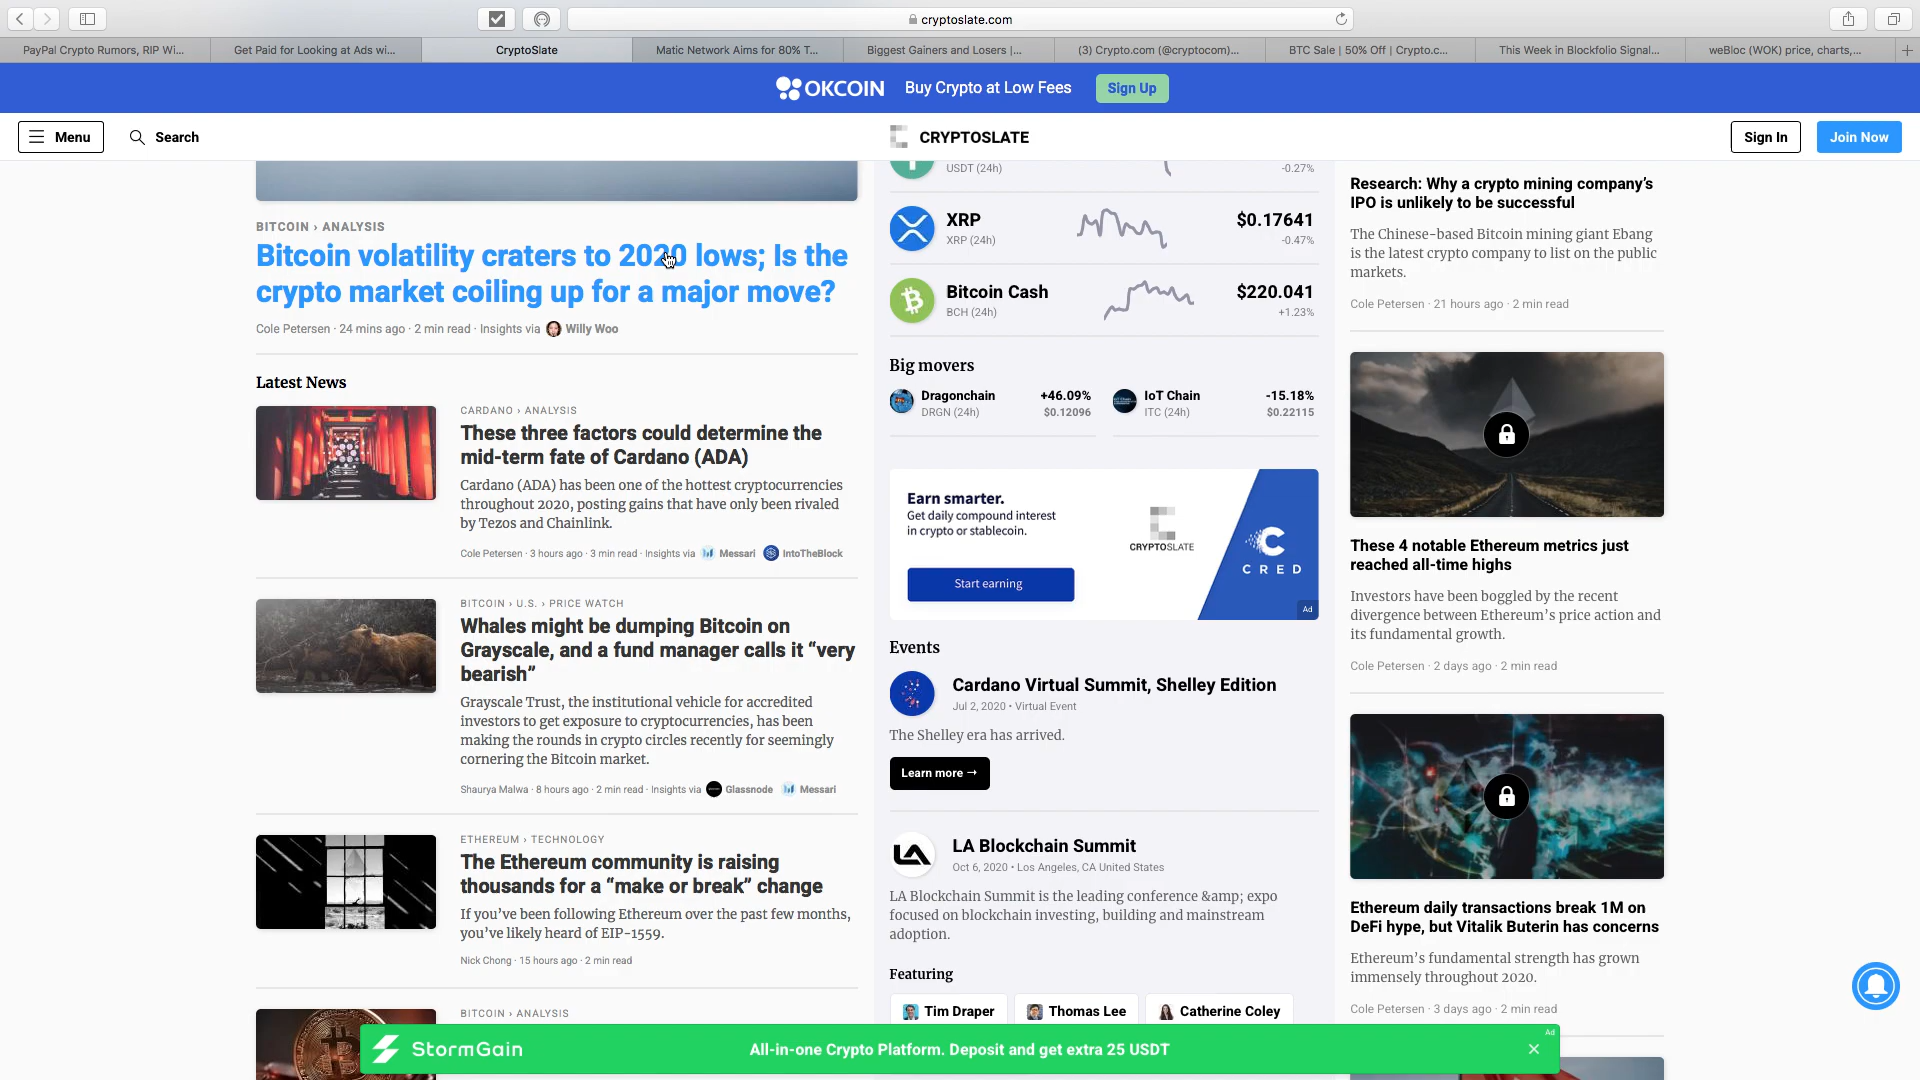 cryptoslate.com
PayPal Crypto Rumors, RIP Wi...
Get Paid for Looking at Ads wi...
CryptoSlate
Matic Network Aims for 80% T...
Biggest Gainers and Losers |...
(3) Crypto.com (@cryptocom)...
BTC Sale | 50% Off | Crypto.c...
This Week in Blockfolio Signal...
weBloc (WOK) price, charts,...
OKCOIN
Buy Crypto at Low Fees
Sign Up
Menu
Search
CRYPTOSLATE
Sign In
Join Now
BITCOIN › ANALYSIS
Bitcoin volatility craters to 2020 lows; Is the
crypto market coiling up for a major move?
Cole Petersen · 24 mins ago · 2 min read · Insights via Willy Woo
Latest News
CARDANO › ANALYSIS
These three factors could determine the
mid-term fate of Cardano (ADA)
Cardano (ADA) has been one of the hottest cryptocurrencies
throughout 2020, posting gains that have only been rivaled
by Tezos and Chainlink.
Cole Petersen · 3 hours ago · 3 min read · Insights via Messari IntoTheBlock
BITCOIN › U.S. › PRICE WATCH
Whales might be dumping Bitcoin on
Grayscale, and a fund manager calls it “very
bearish”
Grayscale Trust, the institutional vehicle for accredited
investors to get exposure to cryptocurrencies, has been
making the rounds in crypto circles recently for seemingly
cornering the Bitcoin market.
Shaurya Malwa · 8 hours ago · 2 min read · Insights via Glassnode Messari
ETHEREUM › TECHNOLOGY
The Ethereum community is raising
thousands for a “make or break” change
If you’ve been following Ethereum over the past few months,
you’ve likely heard of EIP-1559.
Nick Chong · 15 hours ago · 2 min read
BITCOIN › ANALYSIS
USDT (24h) -0.27%
XRP $0.17641
XRP (24h) -0.47%
Bitcoin Cash $220.041
BCH (24h) +1.23%
Big movers
Dragonchain +46.09%
DRGN (24h) $0.12096
IoT Chain -15.18%
ITC (24h) $0.22115
Earn smarter.
Get daily compound interest
in crypto or stablecoin.
Start earning
CRYPTOSLATE
CRED
Ad
Events
Cardano Virtual Summit, Shelley Edition
Jul 2, 2020 • Virtual Event
The Shelley era has arrived.
Learn more →
LA
LA Blockchain Summit
Oct 6, 2020 • Los Angeles, CA United States
LA Blockchain Summit is the leading conference &amp; expo
focused on blockchain investing, building and mainstream
adoption.
Featuring
Tim Draper
Thomas Lee
Catherine Coley
Research: Why a crypto mining company’s
IPO is unlikely to be successful
The Chinese-based Bitcoin mining giant Ebang
is the latest crypto company to list on the public
markets.
Cole Petersen · 21 hours ago · 2 min read
These 4 notable Ethereum metrics just
reached all-time highs
Investors have been boggled by the recent
divergence between Ethereum’s price action and
its fundamental growth.
Cole Petersen · 2 days ago · 2 min read
Ethereum daily transactions break 1M on
DeFi hype, but Vitalik Buterin has concerns
Ethereum’s fundamental strength has grown
immensely throughout 2020.
Cole Petersen · 3 days ago · 2 min read
StormGain
All-in-one Crypto Platform. Deposit and get extra 25 USDT
Ad